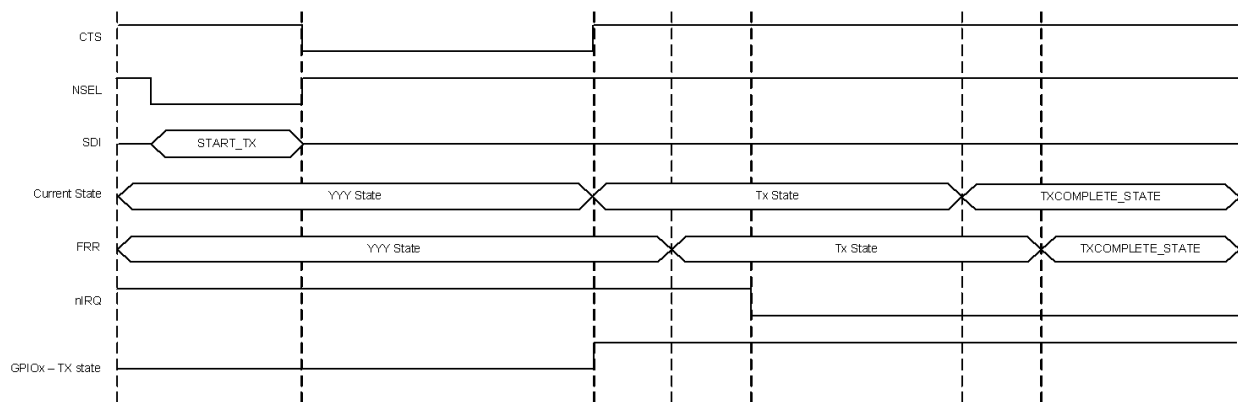 CTS
NSEL
SDI
START_TX
Current State
YYY State
Tx State
TXCOMPLETE_STATE
FRR
YYY State
Tx State
TXCOMPLETE_STATE
nIRQ
GPIOx – TX state